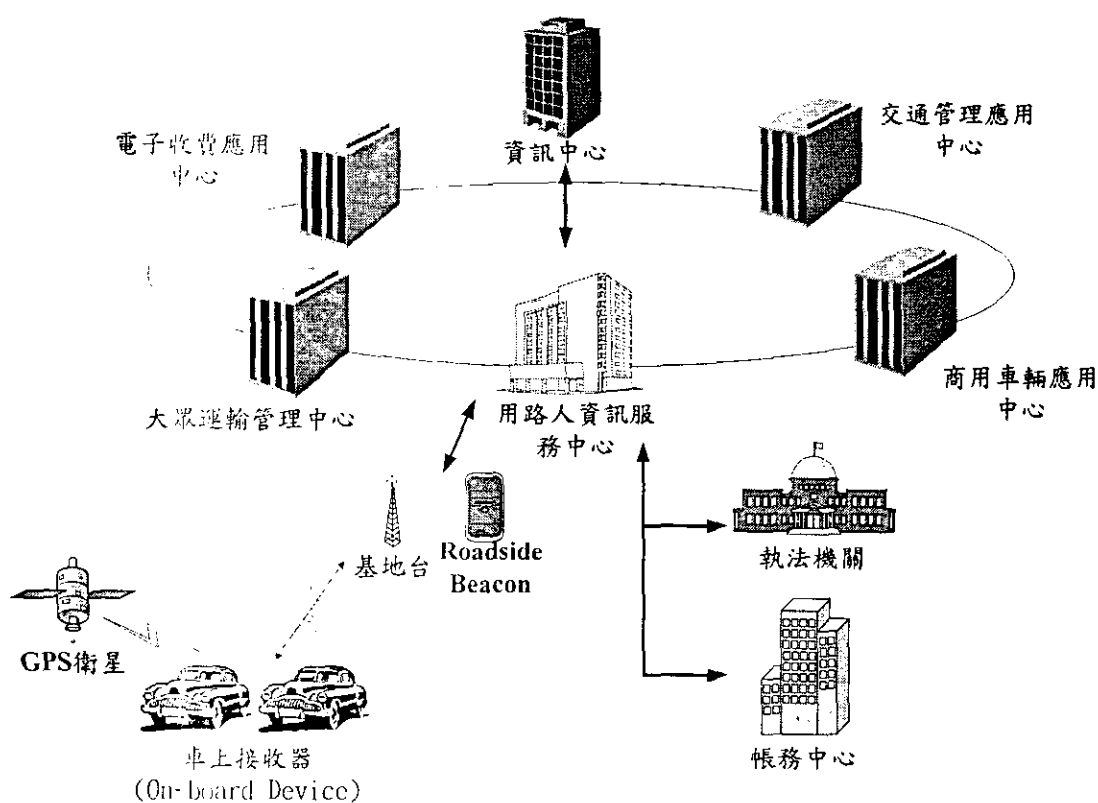 電子收費應用
中心
資訊中心
交通管理應用
中心
大眾運輸管理中心
用路人資訊服
務中心
商用車輛應用
中心
基地台
Roadside
Beacon
執法機關
GPS衛星
車上接收器
(On-board Device)
帳務中心